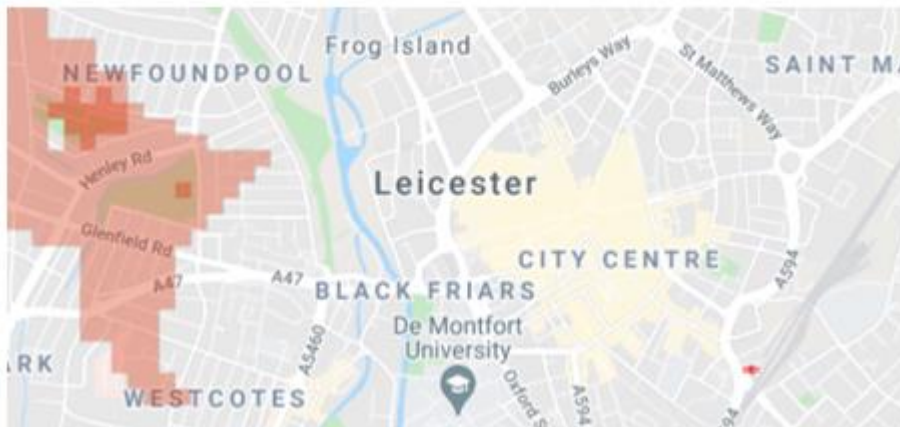 Frog Island
NEWFOUNDPOOL
Burleys Way
St Matthews Way
SAINT MA
Henley Rd
Leicester
Glenfield Rd
CITY CENTRE
A594
A47
A47
BLACK FRIARS
De Montfort
University
A5460
ARK
WESTCOTES
Oxford S
A594
94